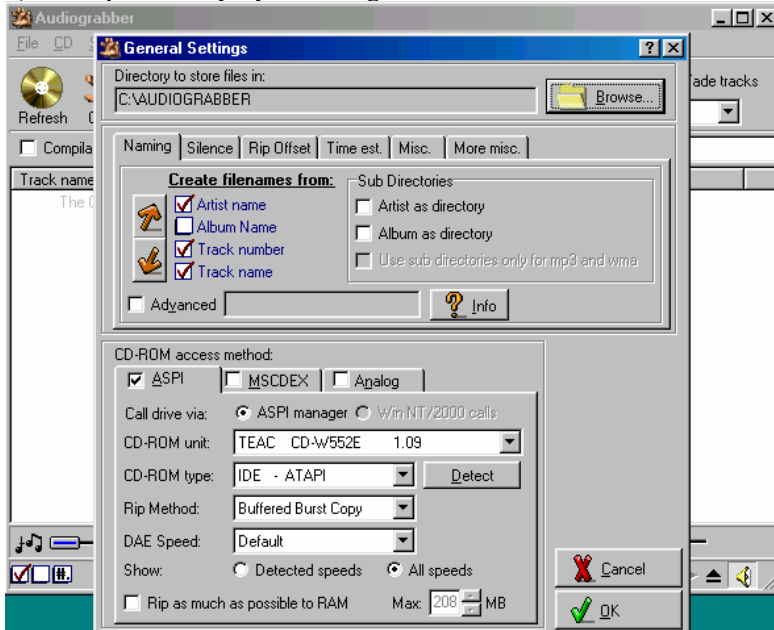 Audiograbber
File CD
General Settings
Directory to store files in:
C:\AUDIOGRABBER
Browse...
Refresh
Compila
Naming Silence Rip Offset Time est. Misc. More misc.
Track name
Create filenames from:
Sub Directories
Artist name
Artist as directory
Album Name
Album as directory
Track number
Use sub directories only for mp3 and wma
Track name
Advanced
Info
CD-ROM access method:
ASPI MSCDEX Analog
Call drive via: ASPI manager Win NT/2000 calls
CD-ROM unit: TEAC CD-W552E 1.09
CD-ROM type: IDE - ATAPI Detect
Rip Method: Buffered Burst Copy
DAE Speed: Default
Show: Detected speeds All speeds
Cancel
Rip as much as possible to RAM Max: 208 MB
OK